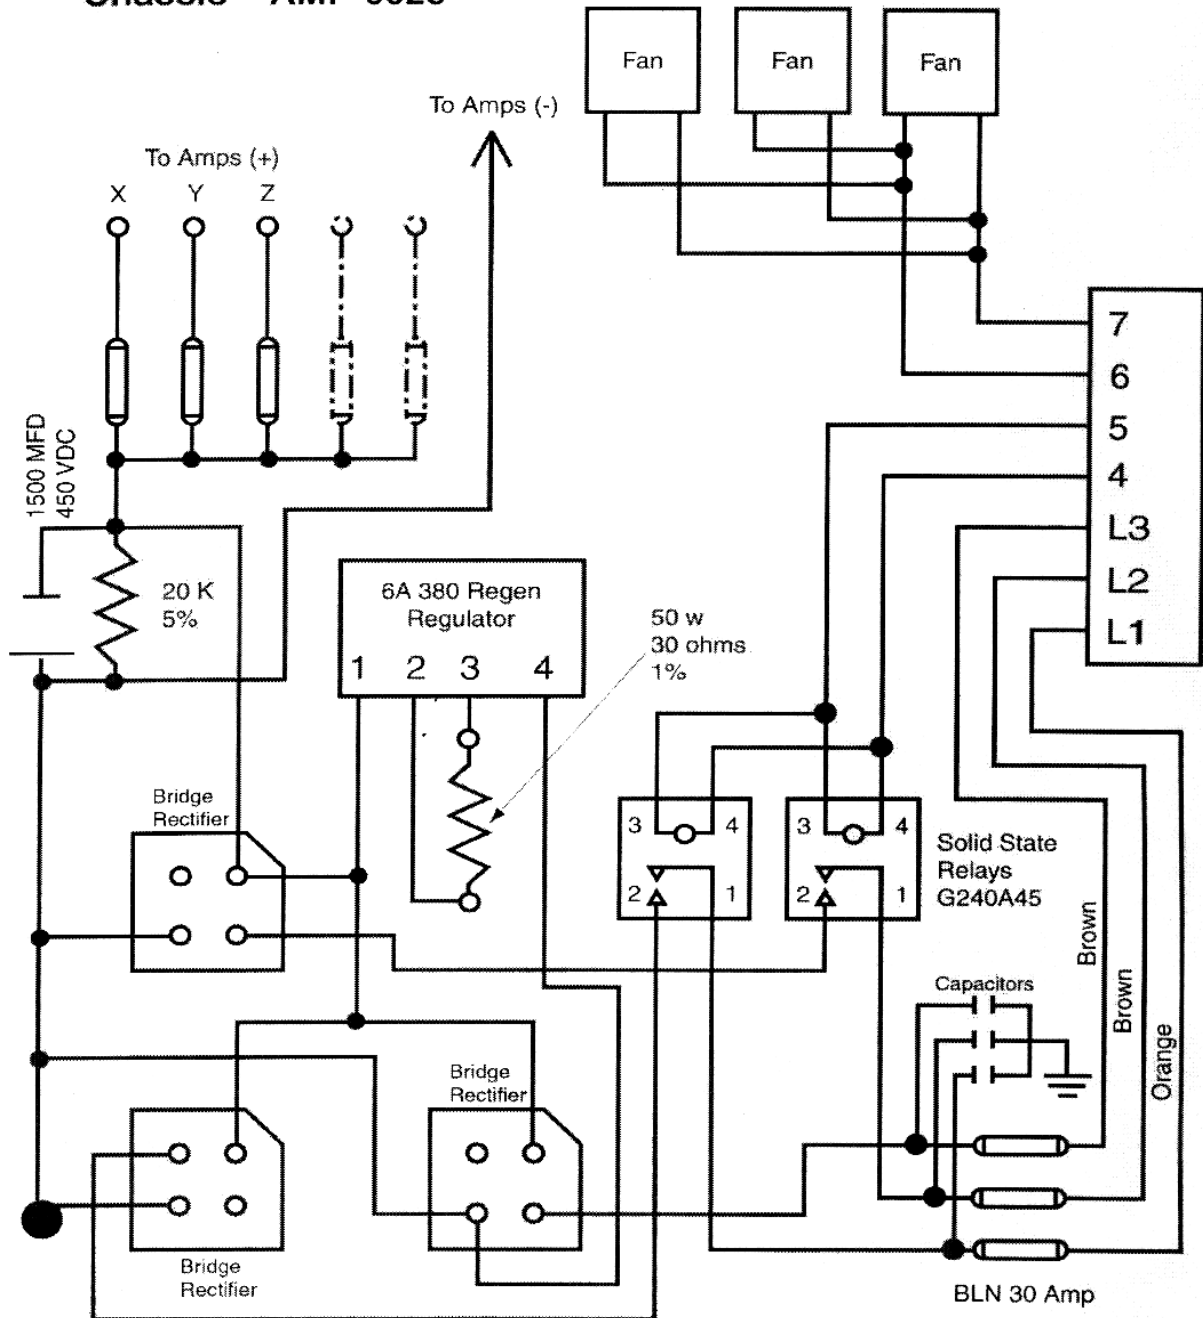 Fan
Fan
Fan
To Amps (-)
To Amps (+)
X
Y
Z
7
6
5
4
L3
L2
L1
1500 MFD
450 VDC
20 K
5%
6A 380 Regen
Regulator
1
2
3
4
50 w
30 ohms
1%
Bridge
Rectifier
3
4
2
1
3
4
2
1
Solid State
Relays
G240A45
Brown
Brown
Orange
Capacitors
Bridge
Rectifier
Bridge
Rectifier
BLN 30 Amp